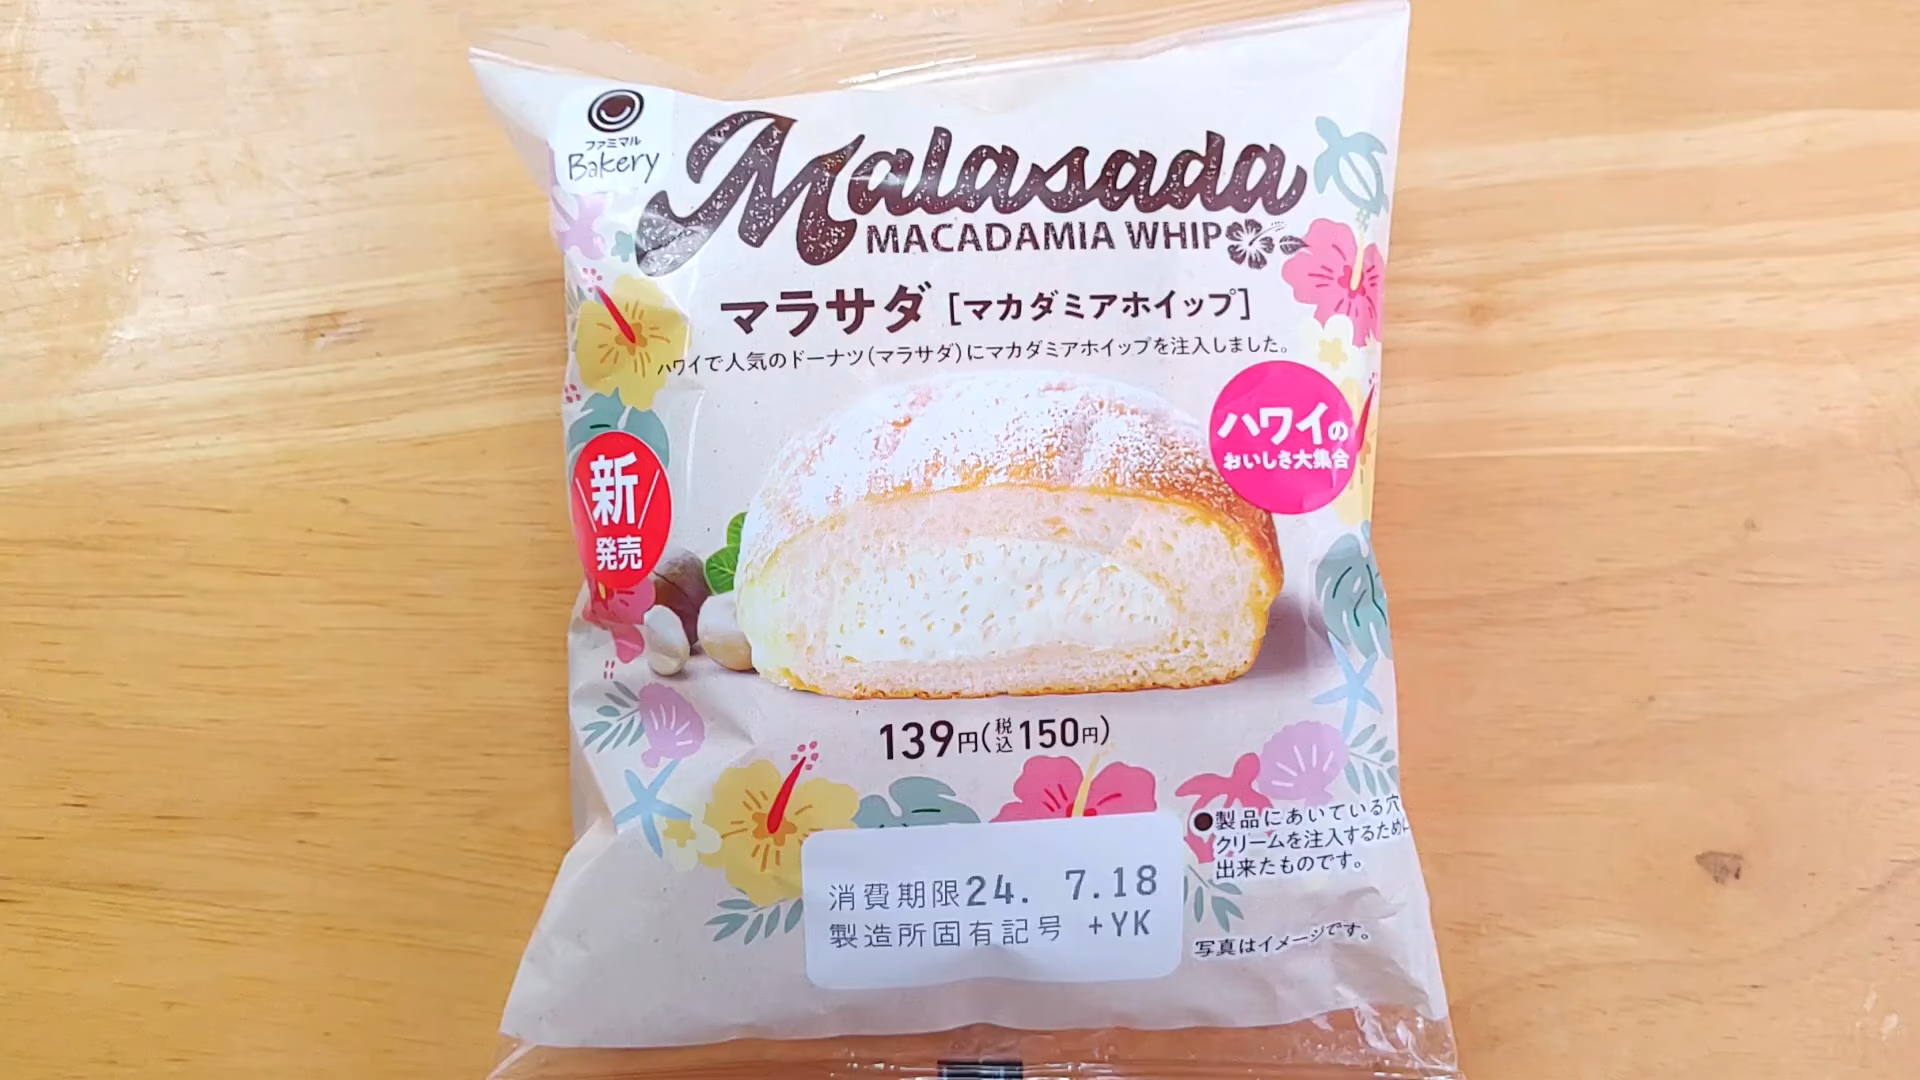 ファミマル
Bakery
Malasada
MACADAMIA WHIP
マラサダ [マカダミアホイップ]
ハワイで人気のドーナツ(マラサダ)にマカダミアホイップを注入しました。
ハワイの
おいしさ大集合
新
発売
139円(税込150円)
●製品にあいている穴
クリームを注入するため
出来たものです。
消費期限24. 7.18
製造所固有記号 +YK
写真はイメージです。